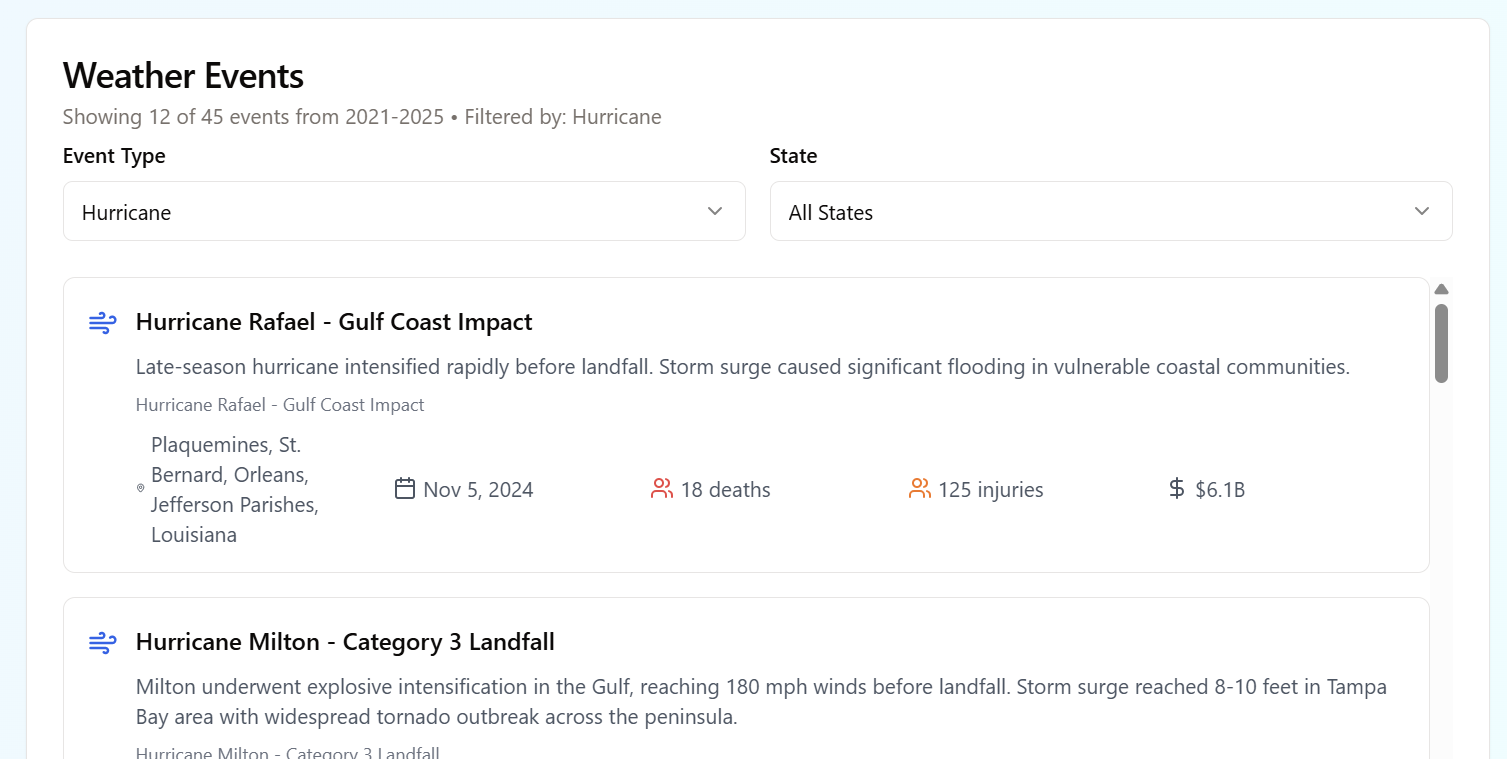 Weather Events
Showing 12 of 45 events from 2021-2025 • Filtered by: Hurricane
Event Type
State
Hurricane
All States
Hurricane Rafael - Gulf Coast Impact
Late-season hurricane intensified rapidly before landfall. Storm surge caused significant flooding in vulnerable coastal communities.
Hurricane Rafael - Gulf Coast Impact
Plaquemines, St.
Bernard, Orleans,
Jefferson Parishes,
Louisiana
Nov 5, 2024
18 deaths
125 injuries
$6.1B
Hurricane Milton - Category 3 Landfall
Milton underwent explosive intensification in the Gulf, reaching 180 mph winds before landfall. Storm surge reached 8-10 feet in Tampa
Bay area with widespread tornado outbreak across the peninsula.
Hurricane Milton - Category 3 Landfall